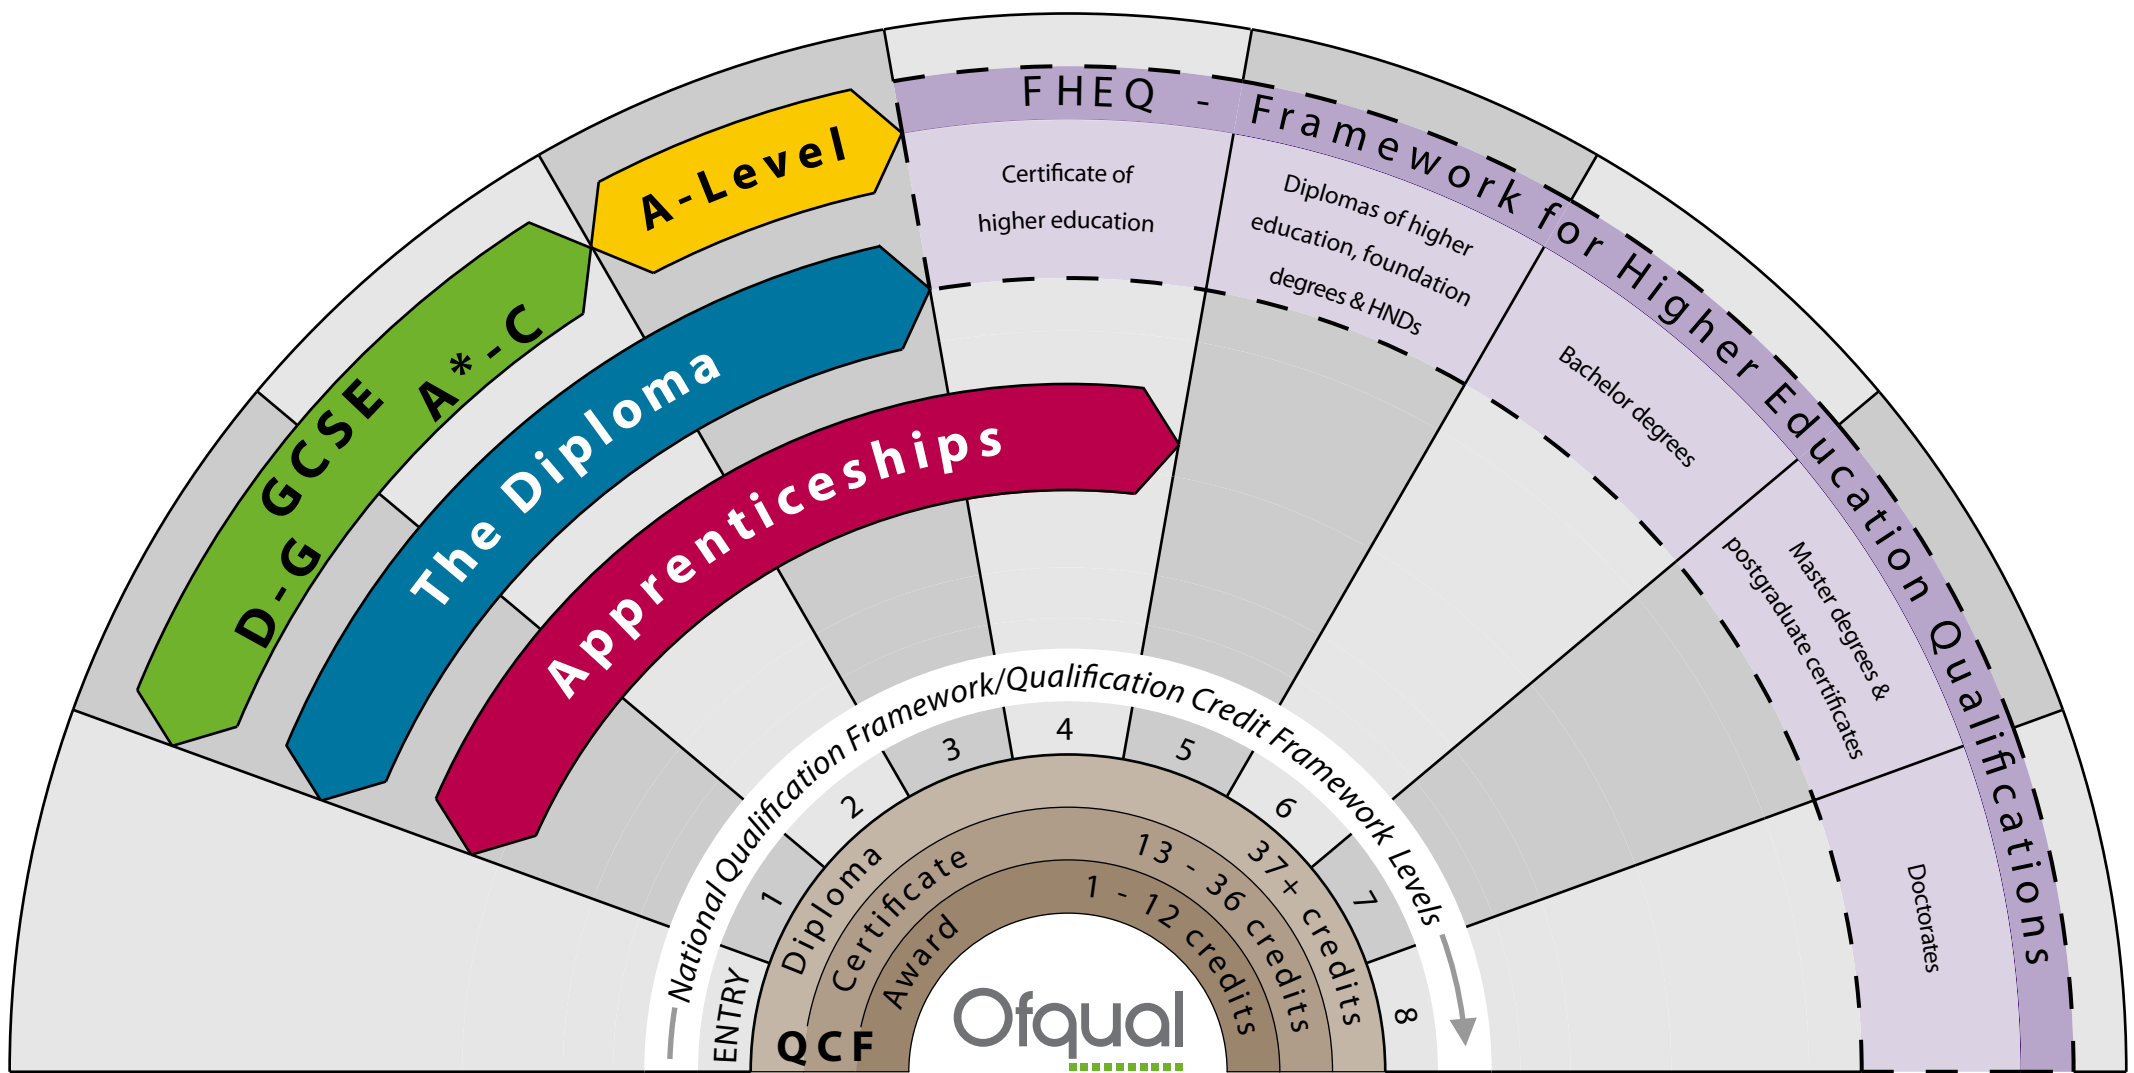 FHEQ - Framework for Higher Education Qualifications
A-Level
GCSE
A*-C
D-G
The Diploma
Apprenticeships
Certificate of
higher education
Diplomas of higher
education, foundation
degrees & HNDs
Bachelor degrees
Master degrees &
postgraduate certificates
Doctorates
National Qualification Framework/Qualification Credit Framework Levels
ENTRY
1
2
3
4
5
6
7
8
Diploma 37+ credits
Certificate 13 - 36 credits
Award 1 - 12 credits
QCF
Ofqual